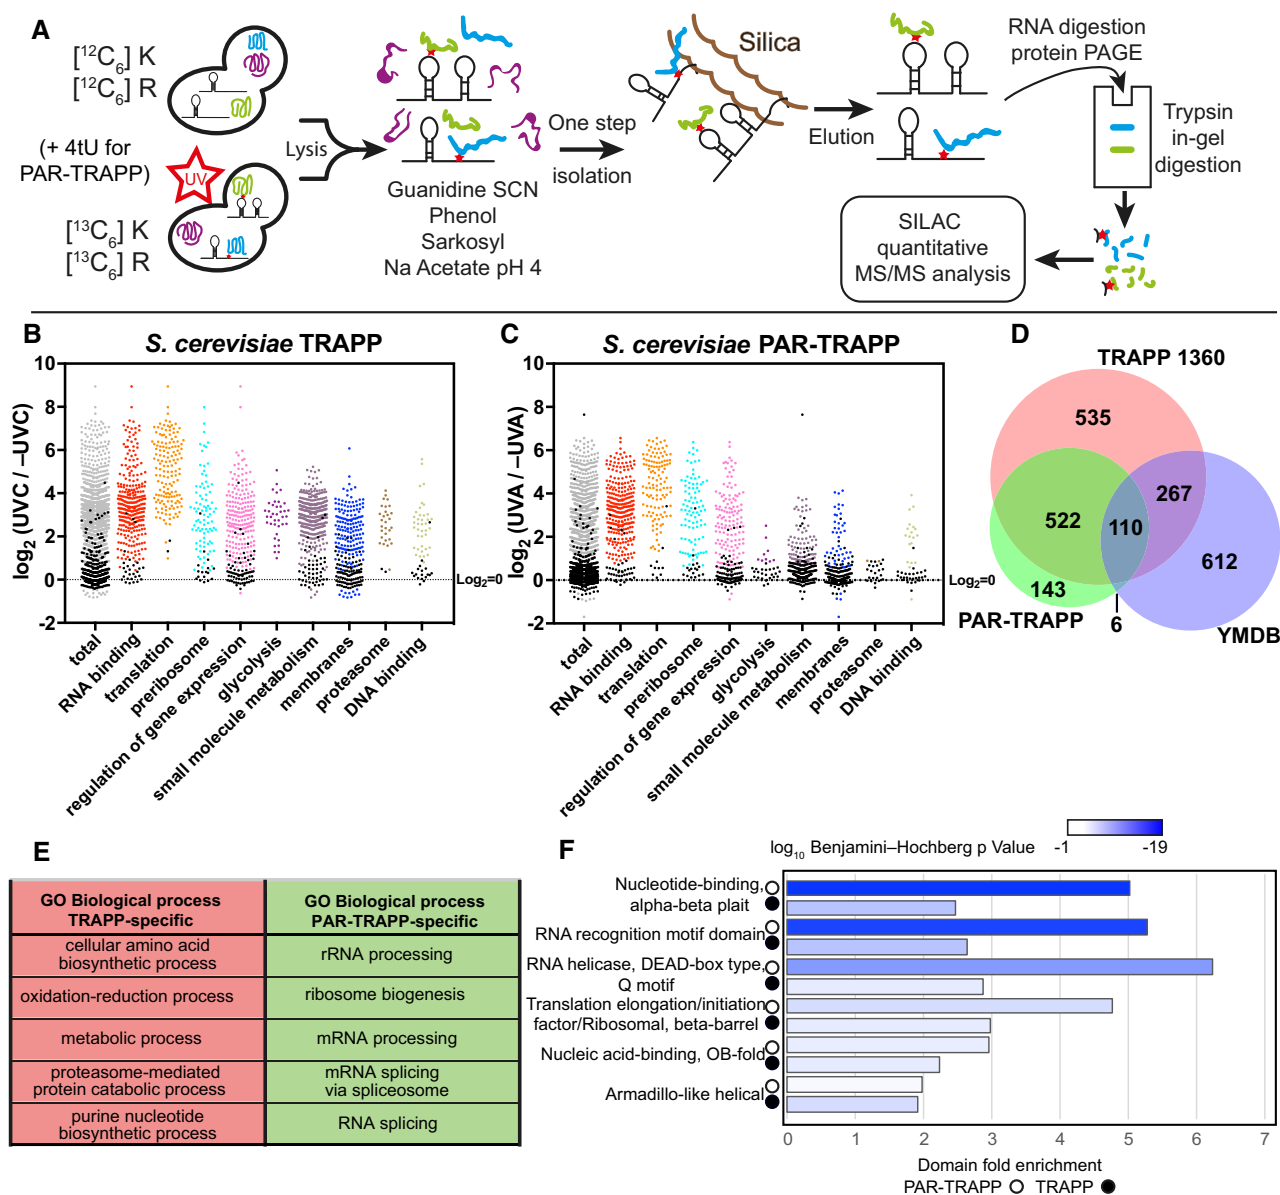 A
[¹²C₆] K
[¹²C₆] R
(+ 4tU for
PAR-TRAPP)
UV
[¹³C₆] K
[¹³C₆] R
Lysis
Guanidine SCN
Phenol
Sarkosyl
Na Acetate pH 4
One step
isolation
Silica
Elution
RNA digestion
protein PAGE
Trypsin
in-gel
digestion
SILAC
quantitative
MS/MS analysis
B
S. cerevisiae TRAPP
log₂ (UVC / –UVC)
10
8
6
4
2
0
-2
Log₂=0
total
RNA binding
translation
preribosome
regulation of gene expression
glycolysis
small molecule metabolism
membranes
proteasome
DNA binding
C
S. cerevisiae PAR-TRAPP
log₂ (UVA / –UVA)
10
8
6
4
2
0
-2
Log₂=0
total
RNA binding
translation
preribosome
regulation of gene expression
glycolysis
small molecule metabolism
membranes
proteasome
DNA binding
D
TRAPP 1360
535
267
522
110
612
143
PAR-TRAPP
6
YMDB
E
GO Biological process
TRAPP-specific
GO Biological process
PAR-TRAPP-specific
cellular amino acid
biosynthetic process
rRNA processing
oxidation-reduction process
ribosome biogenesis
metabolic process
mRNA processing
proteasome-mediated
protein catabolic process
mRNA splicing
via spliceosome
purine nucleotide
biosynthetic process
RNA splicing
F
log₁₀ Benjamini–Hochberg p Value
-1
-19
Nucleotide-binding,
alpha-beta plait
RNA recognition motif domain
RNA helicase, DEAD-box type,
Q motif
Translation elongation/initiation
factor/Ribosomal, beta-barrel
Nucleic acid-binding, OB-fold
Armadillo-like helical
0 1 2 3 4 5 6 7
Domain fold enrichment
PAR-TRAPP TRAPP